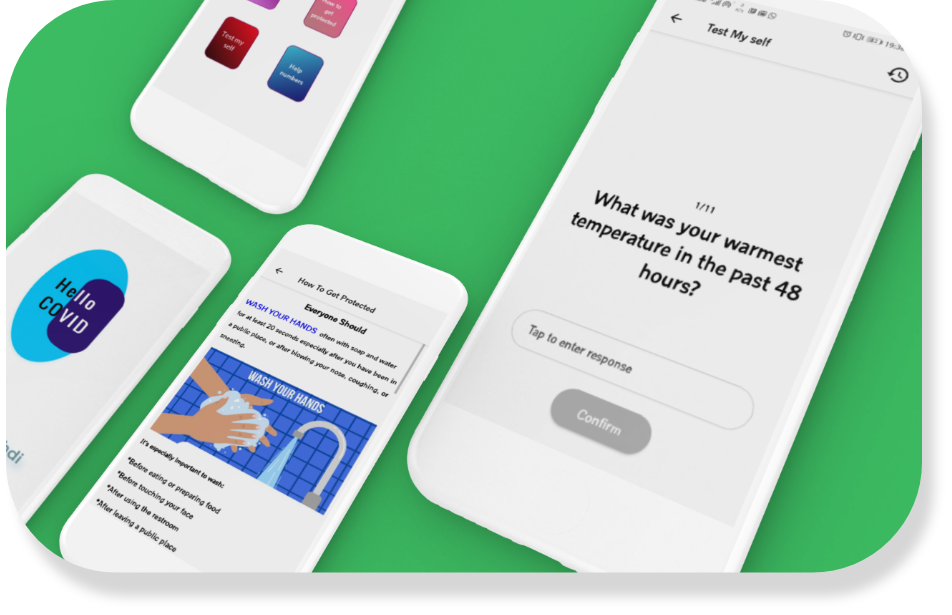 How to
get
protected
Test my
self
Help
numbers
Hello
COVID
How To Get Protected
Everyone Should
WASH YOUR HANDS often with soap and water
for at least 20 seconds especially after you have been in
a public place, or after blowing your nose, coughing, or
sneezing.
WASH YOUR HANDS
It's especially important to wash:
*Before eating or preparing food
*Before touching your face
*After using the restroom
*After leaving a public place
Test My self
1/11
What was your warmest
temperature in the past 48
hours?
Tap to enter response
Confirm